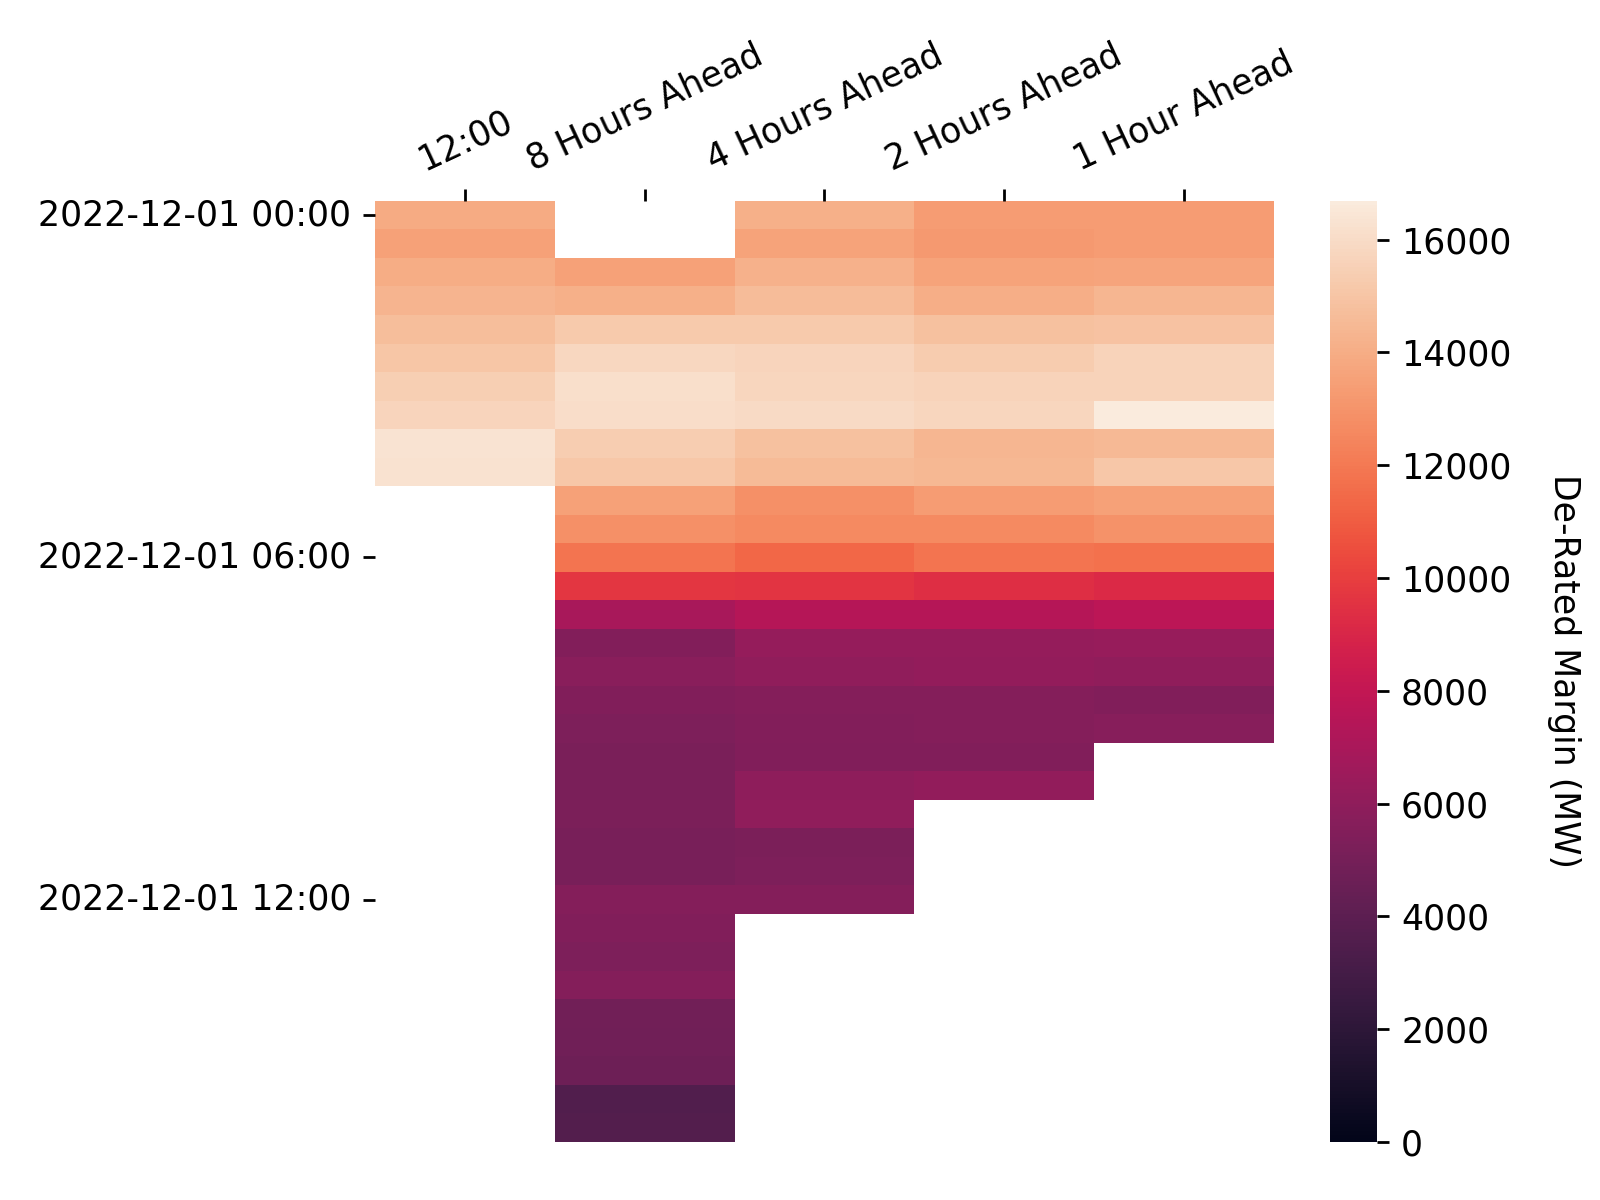 12:00
8 Hours Ahead
4 Hours Ahead
2 Hours Ahead
1 Hour Ahead
2022-12-01 00:00
2022-12-01 06:00
2022-12-01 12:00
16000
14000
12000
10000
8000
6000
4000
2000
0
De-Rated Margin (MW)